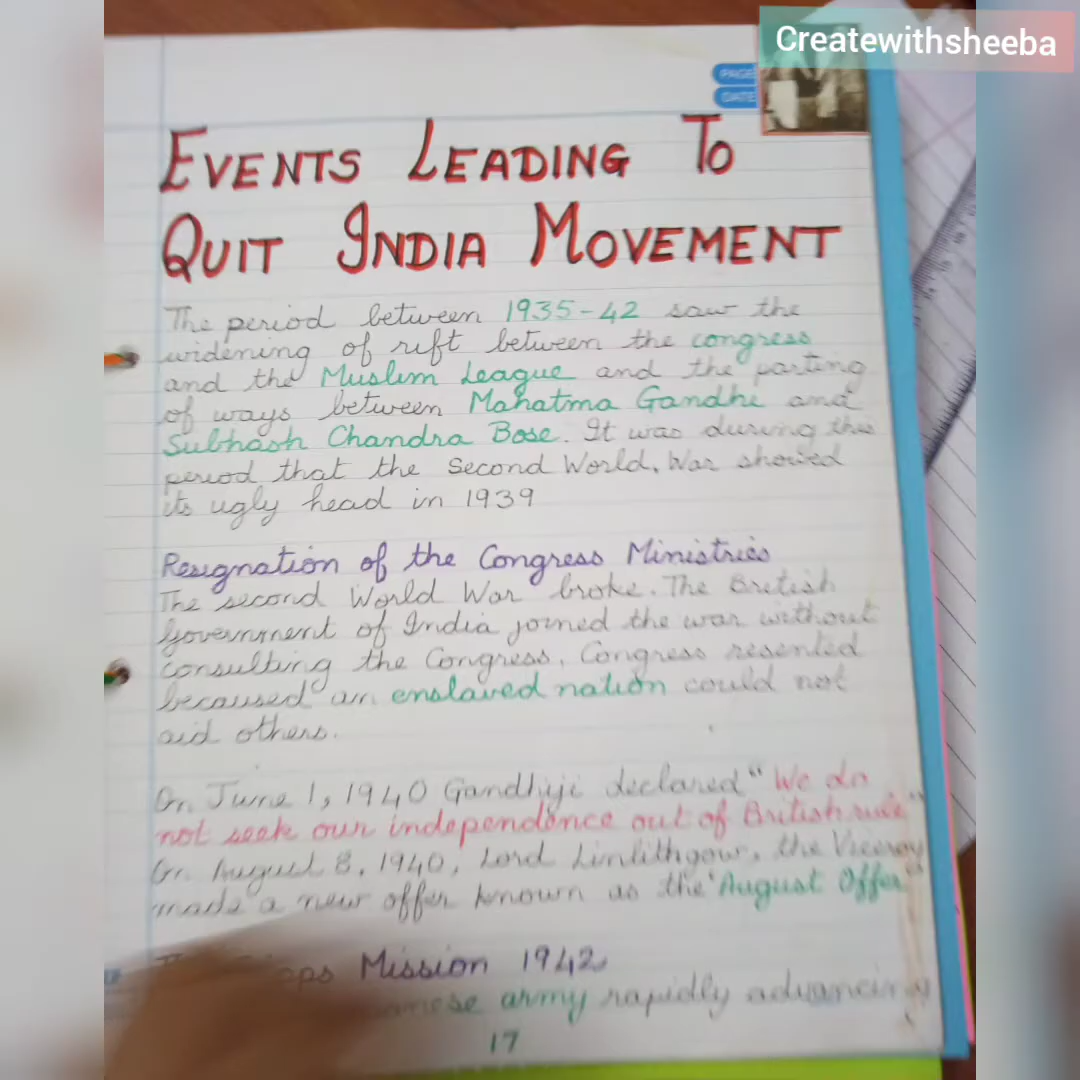 Createwithsheeba
PAGE
DATE
EVENTS LEADING TO
QUIT INDIA MOVEMENT
The period between 1935-42 saw the
widening of rift between the congress
and the Muslim League and the parting
of ways between Mahatma Gandhi and
Subhash Chandra Bose. It was during this
period that the Second World, War showed
its ugly head in 1939
Resignation of the Congress Ministries
The second World War broke. The British
Government of India joined the war without
consulting the Congress. Congress resented
becaused an enslaved nation could not
aid others.
On June 1, 1940 Gandhiji declared "We do
not seek our independence out of British rule"
On August 8, 1940, Lord Linlithgow, the Viceroy
made a new offer known as the "August Offer"
Mission 1942
army rapidly advancing
17